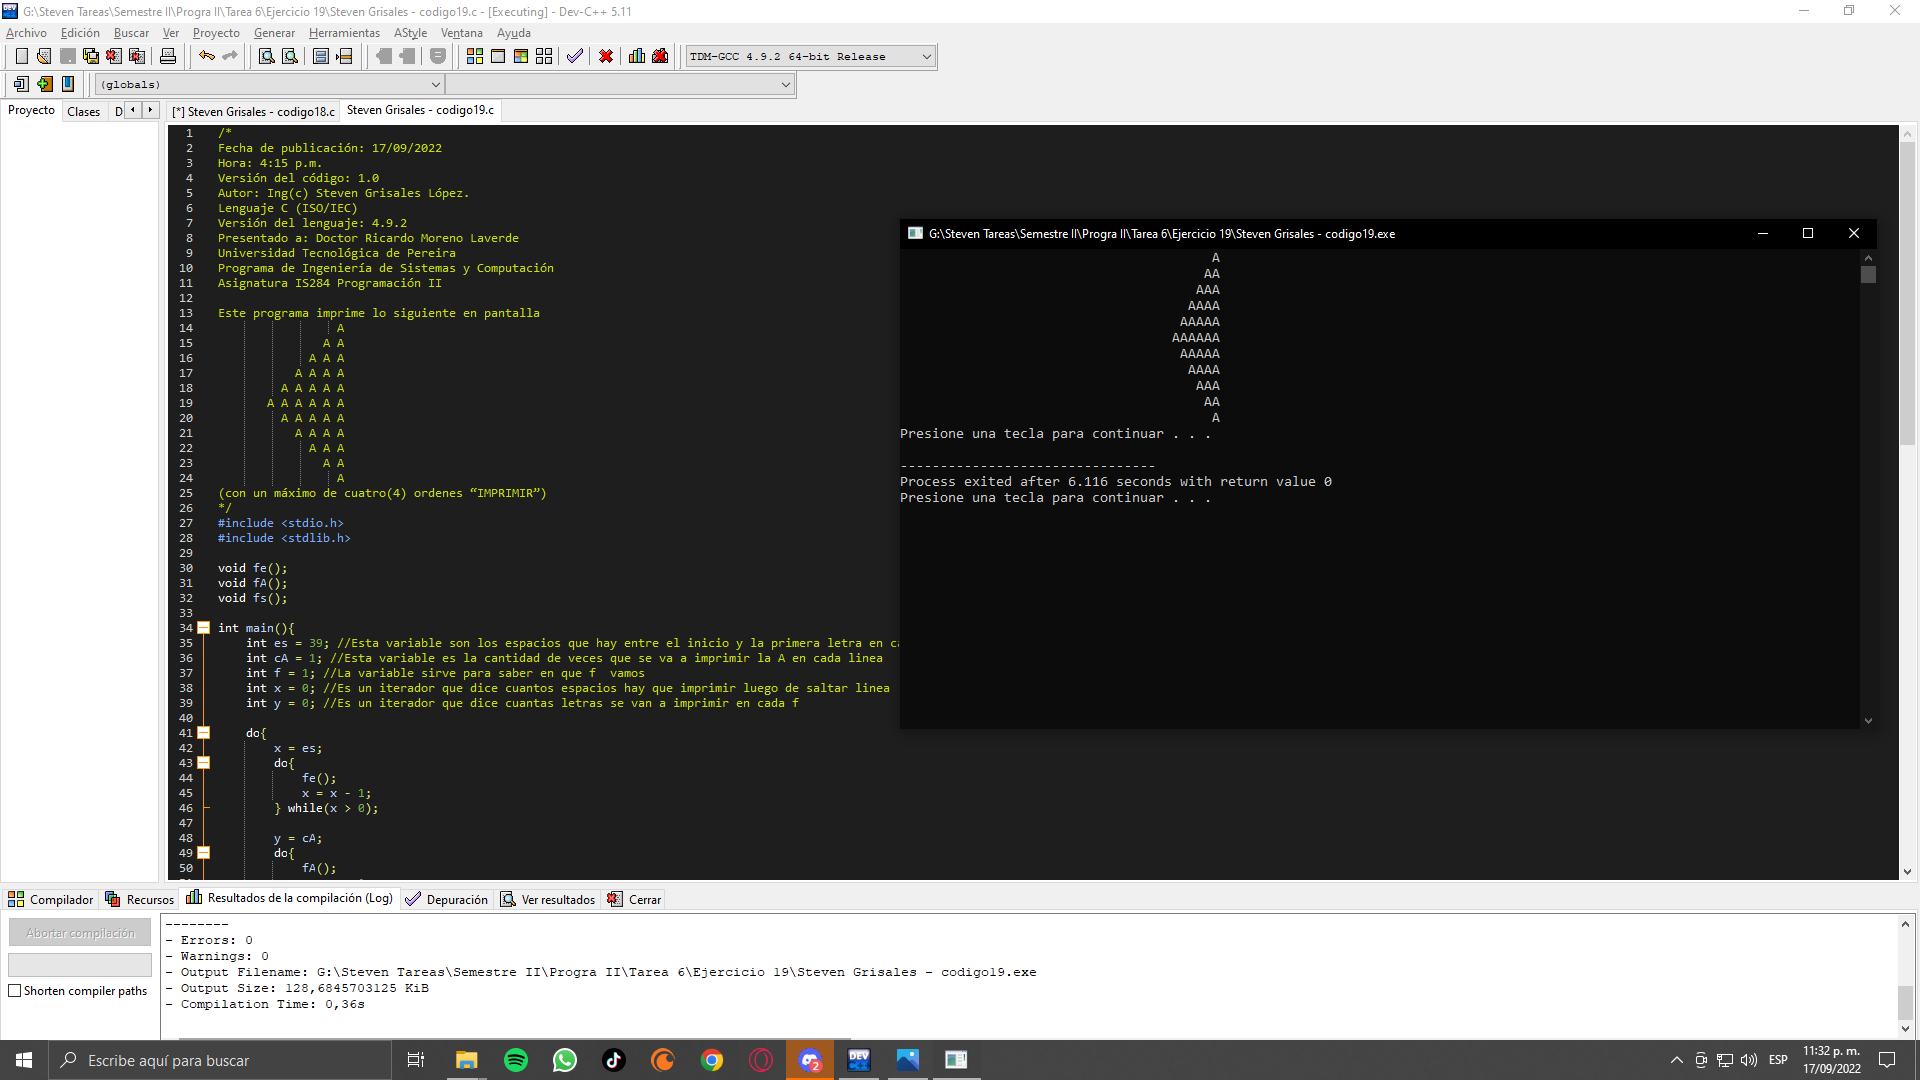 G:\Steven Tareas\Semestre II\Progra II\Tarea 6\Ejercicio 19\Steven Grisales - codigo19.c - [Executing] - Dev-C++ 5.11
Archivo Edición Buscar Ver Proyecto Generar Herramientas AStyle Ventana Ayuda
TDM-GCC 4.9.2 64-bit Release
(globals)
Proyecto Clases D [*] Steven Grisales - codigo18.c Steven Grisales - codigo19.c
1 /*
2 Fecha de publicación: 17/09/2022
3 Hora: 4:15 p.m.
4 Versión del código: 1.0
5 Autor: Ing(c) Steven Grisales López.
6 Lenguaje C (ISO/IEC)
7 Versión del lenguaje: 4.9.2
8 Presentado a: Doctor Ricardo Moreno Laverde
9 Universidad Tecnológica de Pereira
10 Programa de Ingeniería de Sistemas y Computación
11 Asignatura IS284 Programación II
12
13 Este programa imprime lo siguiente en pantalla
14 A
15 A A
16 A A A
17 A A A A
18 A A A A A
19 A A A A A A
20 A A A A A
21 A A A A
22 A A A
23 A A
24 A
25 (con un máximo de cuatro(4) ordenes “IMPRIMIR”)
26 */
27 #include <stdio.h>
28 #include <stdlib.h>
29
30 void fe();
31 void fA();
32 void fs();
33
34 int main(){
35 int es = 39; //Esta variable son los espacios que hay entre el inicio y la primera letra en c
36 int cA = 1; //Esta variable es la cantidad de veces que se va a imprimir la A en cada linea
37 int f = 1; //La variable sirve para saber en que f  vamos
38 int x = 0; //Es un iterador que dice cuantos espacios hay que imprimir luego de saltar linea
39 int y = 0; //Es un iterador que dice cuantas letras se van a imprimir en cada f
40
41 do{
42 x = es;
43 do{
44 fe();
45 x = x - 1;
46 } while(x > 0);
47
48 y = cA;
49 do{
50 fA();
G:\Steven Tareas\Semestre II\Progra II\Tarea 6\Ejercicio 19\Steven Grisales - codigo19.exe
A
AA
AAA
AAAA
AAAAA
AAAAAA
AAAAA
AAAA
AAA
AA
A
Presione una tecla para continuar . . .
--------------------------------
Process exited after 6.116 seconds with return value 0
Presione una tecla para continuar . . .
Compilador Recursos Resultados de la compilación (Log) Depuración Ver resultados Cerrar
Abortar compilación
Shorten compiler paths
--------
- Errors: 0
- Warnings: 0
- Output Filename: G:\Steven Tareas\Semestre II\Progra II\Tarea 6\Ejercicio 19\Steven Grisales - codigo19.exe
- Output Size: 128,6845703125 KiB
- Compilation Time: 0,36s
Escribe aquí para buscar
DEV
2
ESP
11:32 p. m.
17/09/2022